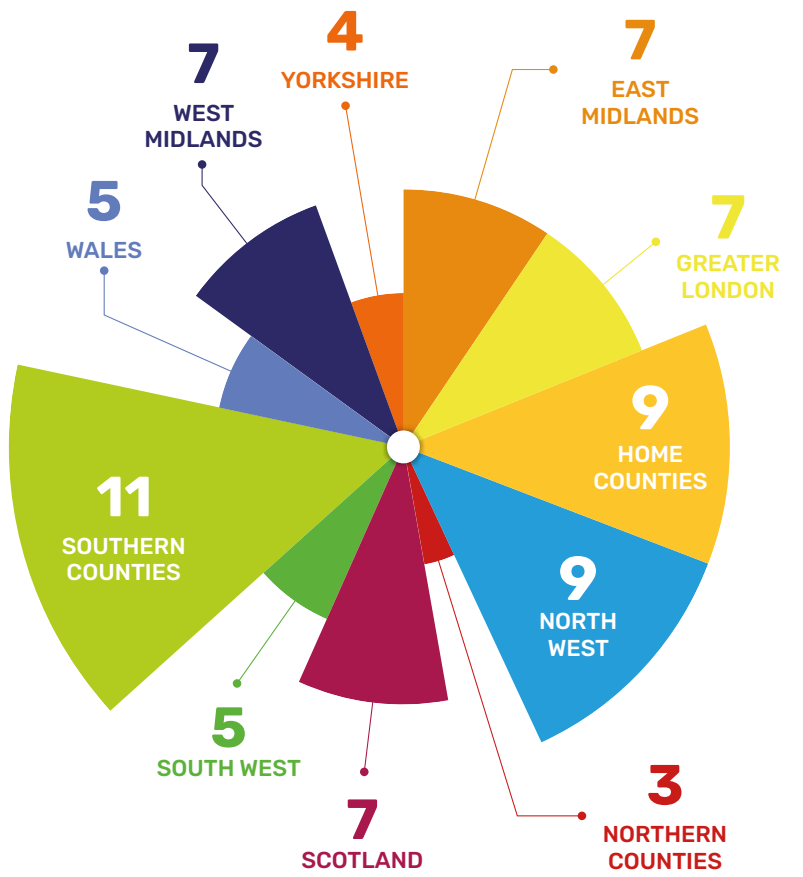 4
YORKSHIRE
7
EAST
MIDLANDS
7
WEST
MIDLANDS
5
WALES
7
GREATER
LONDON
9
HOME
COUNTIES
11
SOUTHERN
COUNTIES
9
NORTH
WEST
5
SOUTH WEST
7
SCOTLAND
3
NORTHERN
COUNTIES